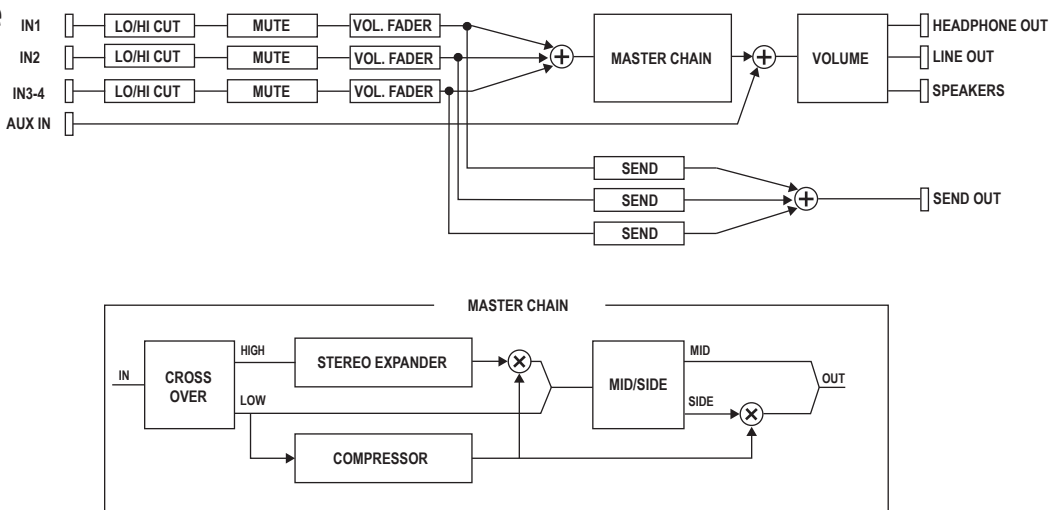 e
IN1 LO/HI CUT MUTE VOL. FADER HEADPHONE OUT
IN2 LO/HI CUT MUTE VOL. FADER MASTER CHAIN VOLUME LINE OUT
IN3-4 LO/HI CUT MUTE VOL. FADER SPEAKERS
AUX IN
SEND
SEND SEND OUT
SEND
MASTER CHAIN
IN CROSS OVER HIGH STEREO EXPANDER MID/SIDE MID OUT
LOW SIDE
COMPRESSOR